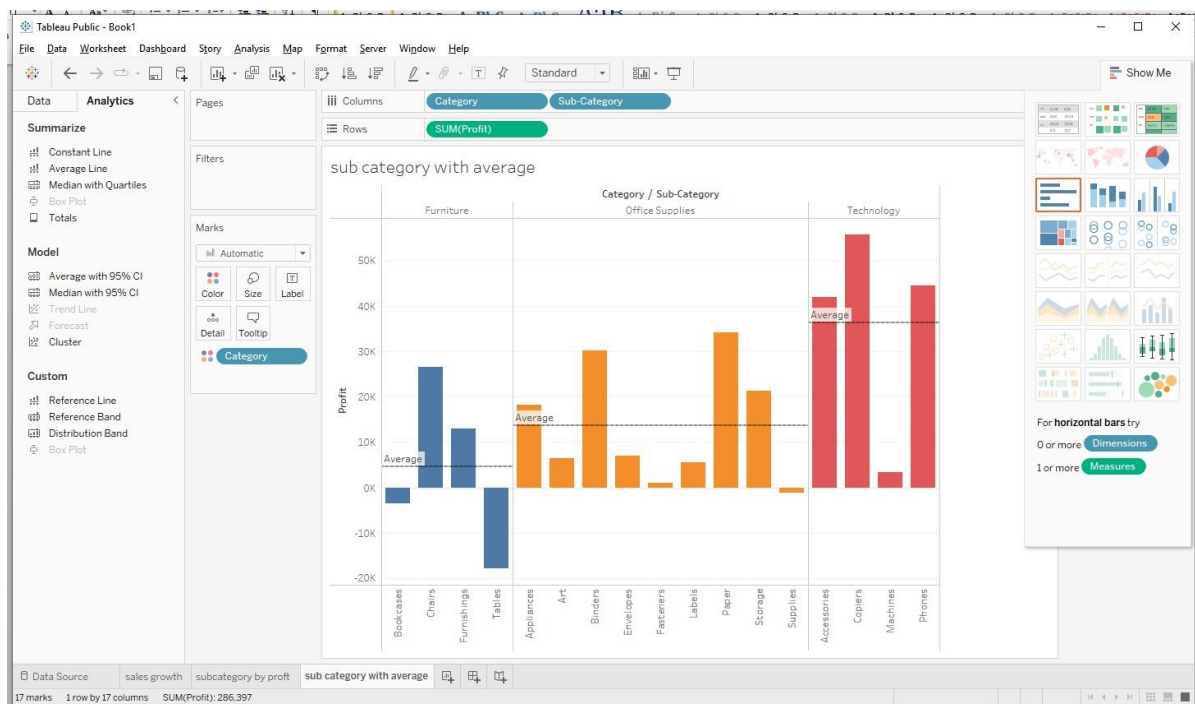 Tableau Public - Book1
File Data Worksheet Dashboard Story Analysis Map Format Server Window Help
Standard
Show Me
Data Analytics
Pages
Columns Category Sub-Category
Rows SUM(Profit)
Summarize
Constant Line
Average Line
Median with Quartiles
Box Plot
Totals
Model
Average with 95% CI
Median with 95% CI
Trend Line
Forecast
Cluster
Custom
Reference Line
Reference Band
Distribution Band
Box Plot
Filters
Marks
Automatic
Color Size Label
Detail Tooltip
Category
sub category with average
Category / Sub-Category
Furniture Office Supplies Technology
Profit
50K
40K
30K
20K
10K
0K
-10K
-20K
Average
Average
Average
Bookcases
Chairs
Furnishings
Tables
Appliances
Art
Binders
Envelopes
Fasteners
Labels
Paper
Storage
Supplies
Accessories
Copiers
Machines
Phones
For horizontal bars try
0 or more Dimensions
1 or more Measures
Data Source sales growth subcategory by proft sub category with average
17 marks 1 row by 17 columns SUM(Profit): 286,397